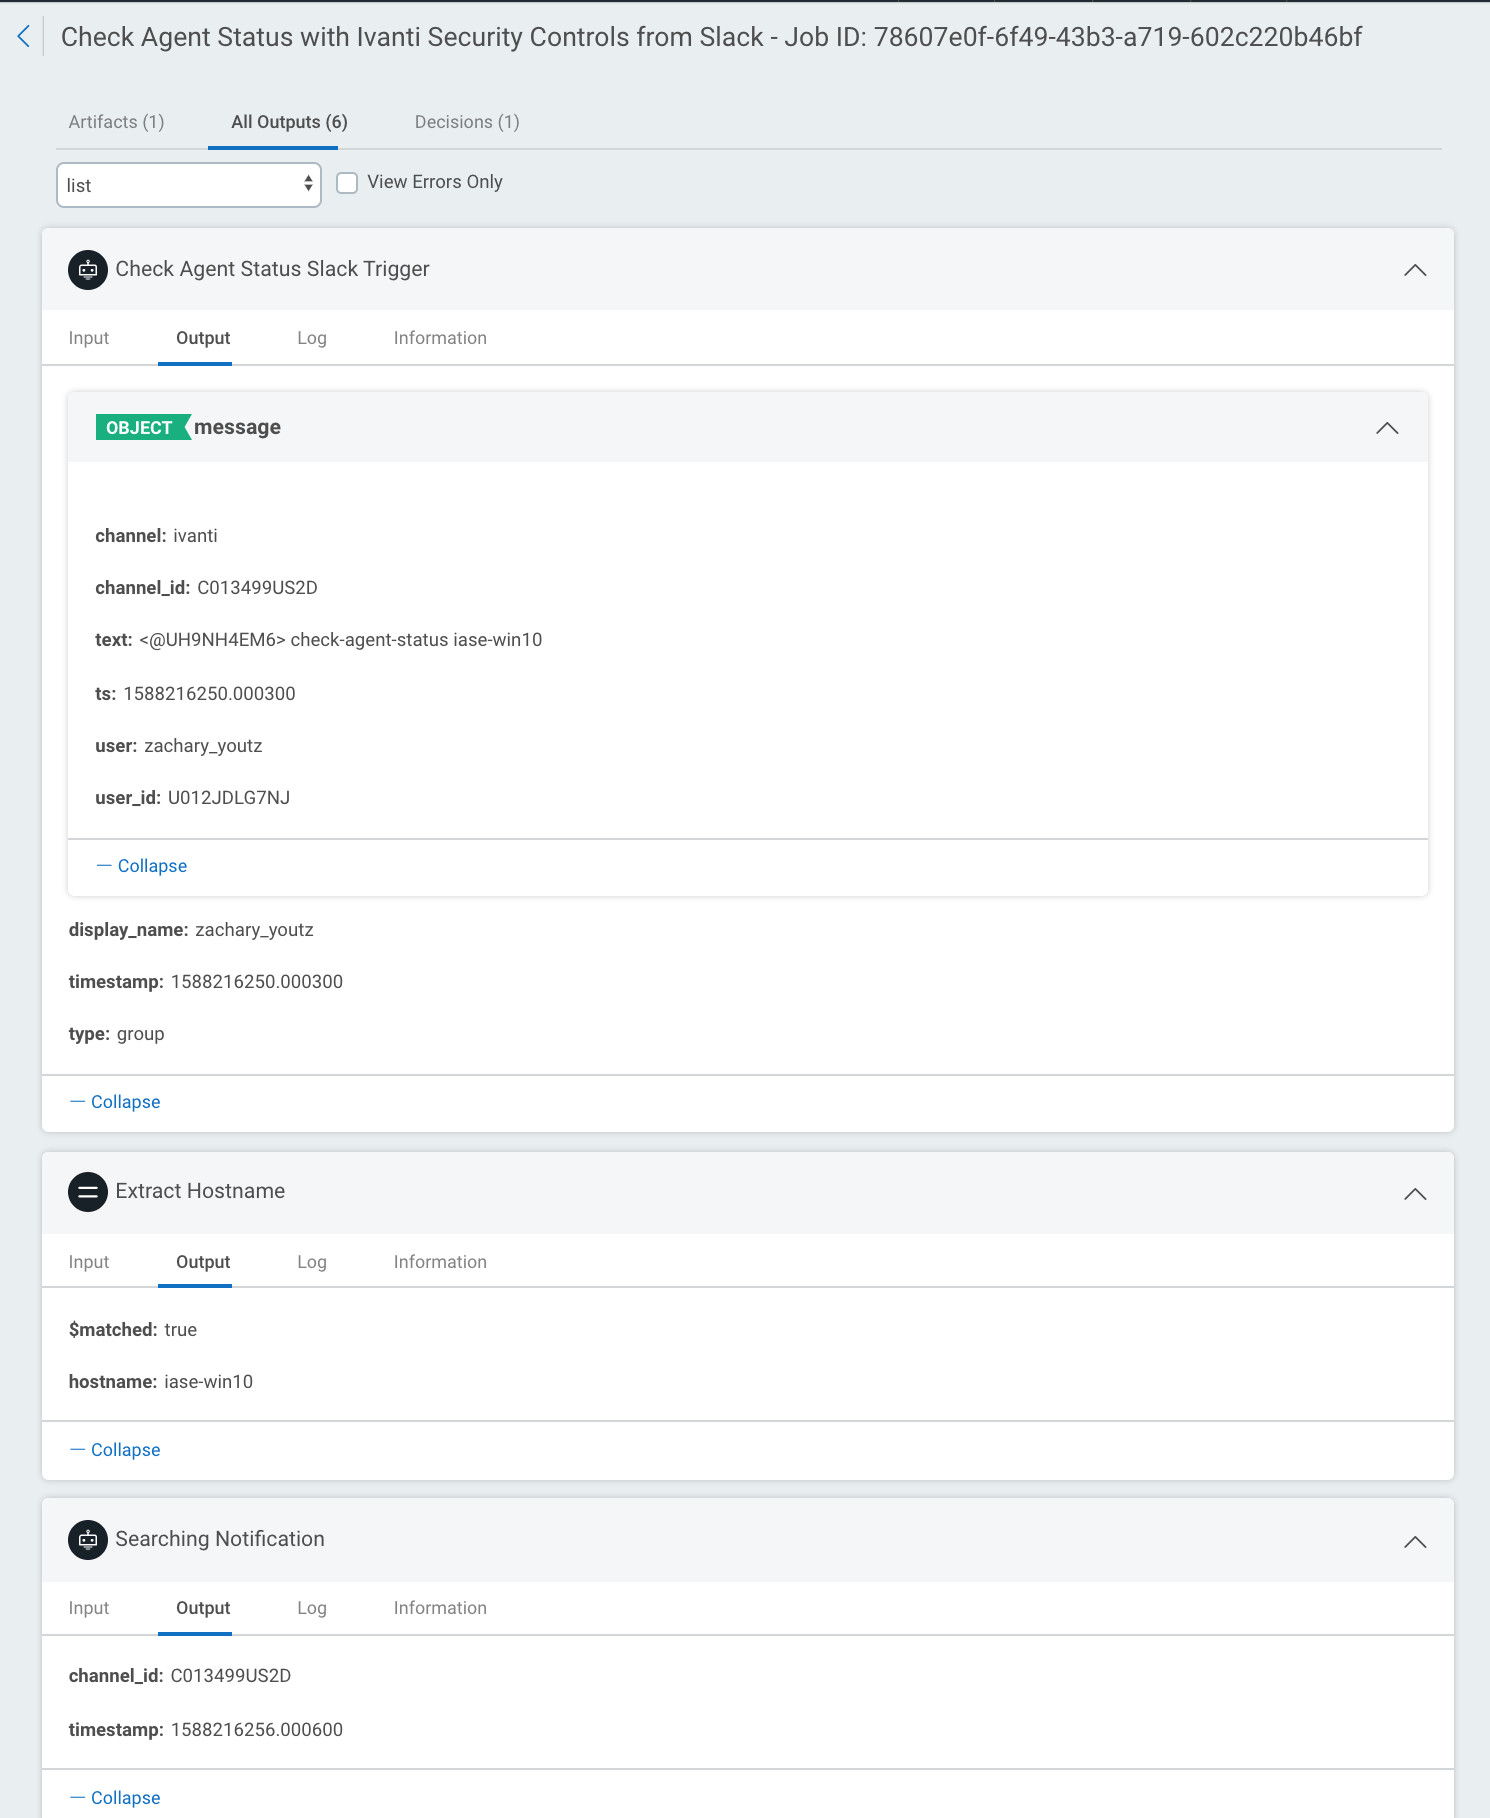 Check Agent Status with Ivanti Security Controls from Slack - Job ID: 78607e0f-6f49-43b3-a719-602c220b46bf
Artifacts (1) All Outputs (6) Decisions (1)
list View Errors Only
Check Agent Status Slack Trigger
Input Output Log Information
OBJECT message
channel: ivanti
channel_id: C013499US2D
text: <@UH9NH4EM6> check-agent-status iase-win10
ts: 1588216250.000300
user: zachary_youtz
user_id: U012JDLG7NJ
— Collapse
display_name: zachary_youtz
timestamp: 1588216250.000300
type: group
— Collapse
Extract Hostname
Input Output Log Information
$matched: true
hostname: iase-win10
— Collapse
Searching Notification
Input Output Log Information
channel_id: C013499US2D
timestamp: 1588216256.000600
— Collapse